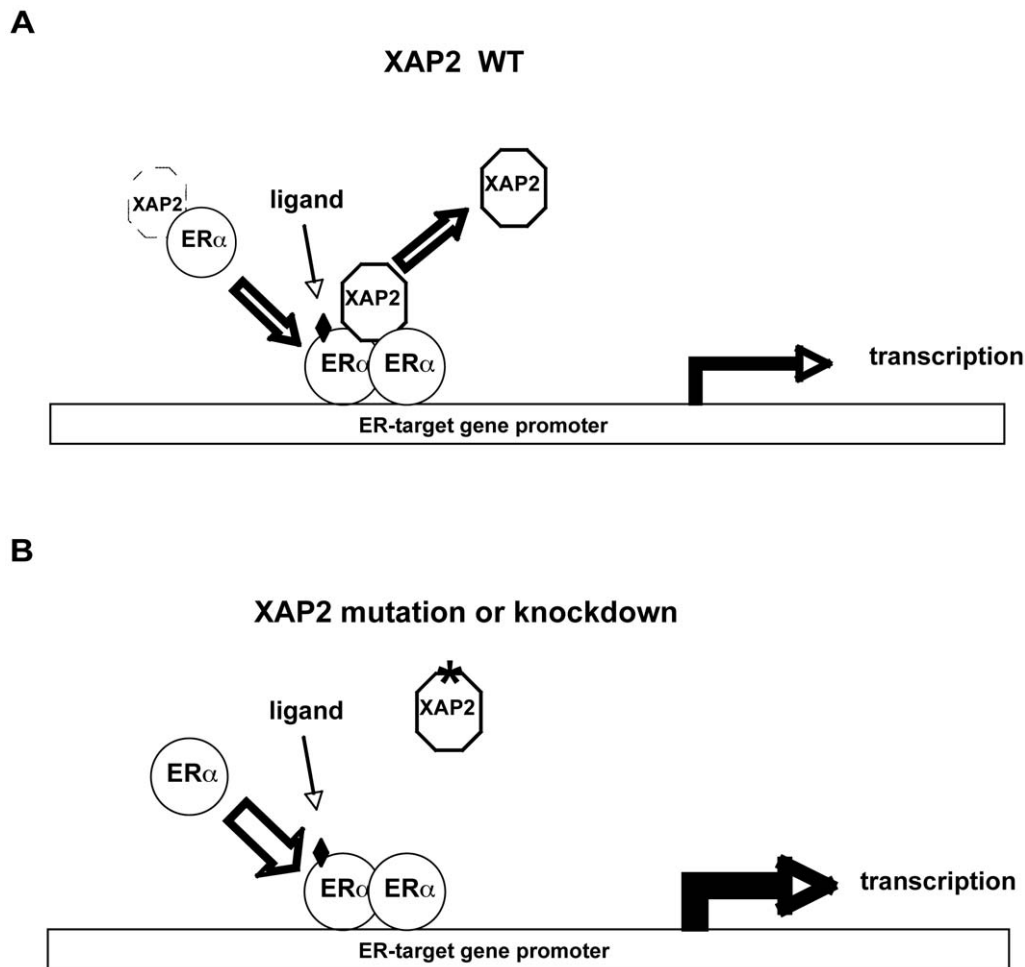 A
XAP2 WT
XAP2
ligand
XAP2
ERα
XAP2
ERα
ERα
transcription
ER-target gene promoter
B
XAP2 mutation or knockdown
*
XAP2
ligand
ERα
ERα
ERα
transcription
ER-target gene promoter